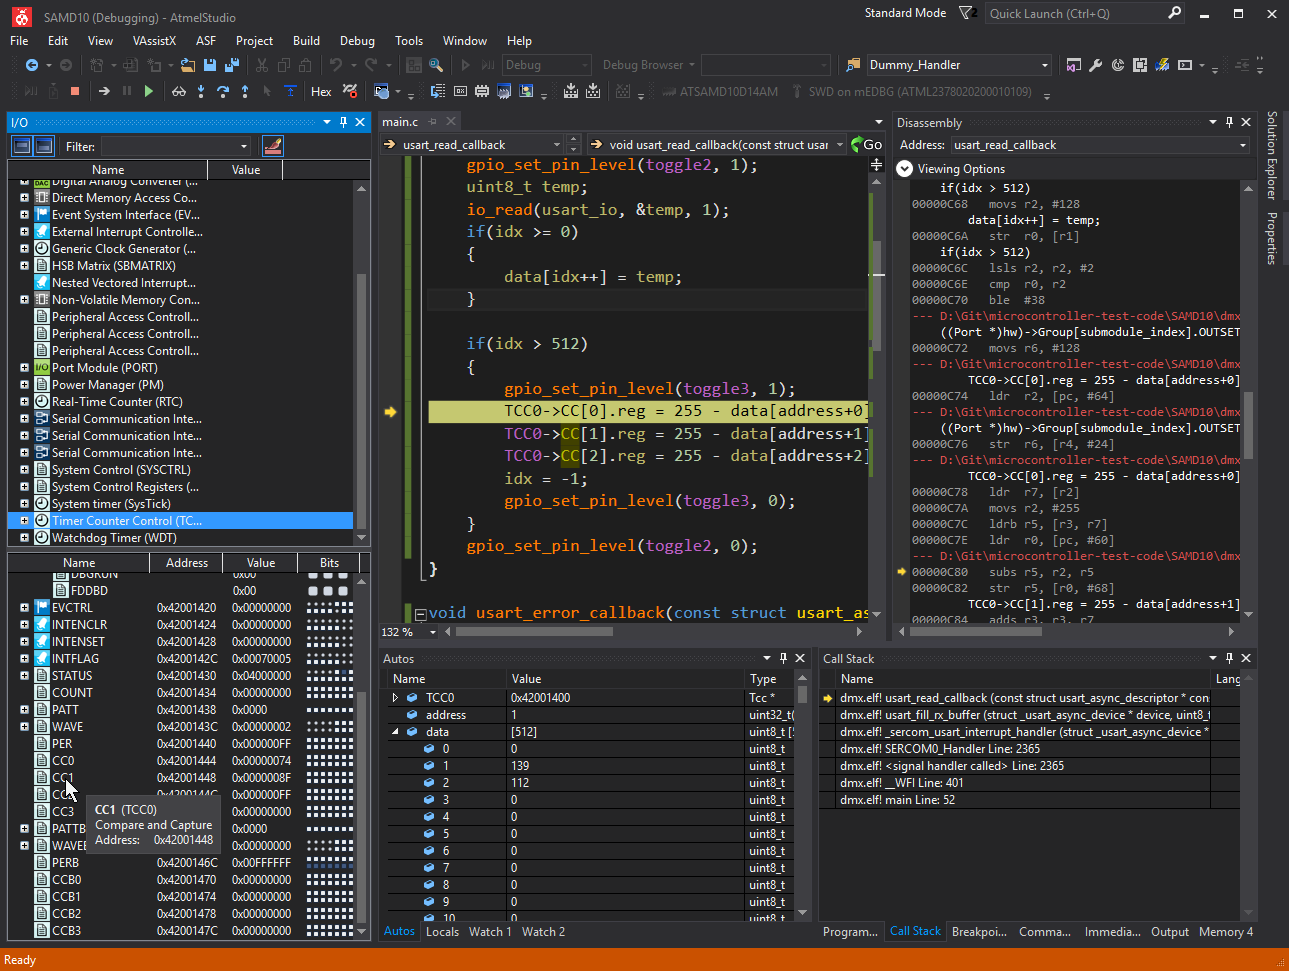 SAMD10 (Debugging) - AtmelStudio
Standard Mode
2
Quick Launch (Ctrl+Q)
File Edit View VAssistX ASF Project Build Debug Tools Window Help
Debug Debug Browser Dummy_Handler
Hex ATSAMD10D14AM SWD on mEDBG (ATML2378020200010109)
I/O
Filter:
Name Value
Digital Analog Converter (...
Direct Memory Access Co...
Event System Interface (EV...
External Interrupt Controlle...
Generic Clock Generator (...
HSB Matrix (SBMATRIX)
Nested Vectored Interrupt...
Non-Volatile Memory Con...
Peripheral Access Controll...
Peripheral Access Controll...
Peripheral Access Controll...
Port Module (PORT)
Power Manager (PM)
Real-Time Counter (RTC)
Serial Communication Inte...
Serial Communication Inte...
Serial Communication Inte...
System Control (SYSCTRL)
System Control Registers (...
System timer (SysTick)
Timer Counter Control (TC...
Watchdog Timer (WDT)
Name Address Value Bits
DBGRUN 0x00
FDDBD 0x00
EVCTRL 0x42001420 0x00000000
INTENCLR 0x42001424 0x00000000
INTENSET 0x42001428 0x00000000
INTFLAG 0x4200142C 0x00070005
STATUS 0x42001430 0x04000000
COUNT 0x42001434 0x00000000
PATT 0x42001438 0x0000
WAVE 0x4200143C 0x00000002
PER 0x42001440 0x000000FF
CC0 0x42001444 0x00000074
CC1 0x42001448 0x0000008F
0x4200144C 0x000000FF
CC3 0x00000000
PATTB 0x0000
WAVEB 0x00000000
PERB 0x4200146C 0x00FFFFFF
CCB0 0x42001470 0x00000000
CCB1 0x42001474 0x00000000
CCB2 0x42001478 0x00000000
CCB3 0x4200147C 0x00000000
CC1 (TCC0)
Compare and Capture
Address: 0x42001448
main.c
usart_read_callback void usart_read_callback(const struct usar Go
gpio_set_pin_level(toggle2, 1);
uint8_t temp;
io_read(usart_io, &temp, 1);
if(idx >= 0)
{
data[idx++] = temp;
}
if(idx > 512)
{
gpio_set_pin_level(toggle3, 1);
TCC0->CC[0].reg = 255 - data[address+0]
TCC0->CC[1].reg = 255 - data[address+1]
TCC0->CC[2].reg = 255 - data[address+2]
idx = -1;
gpio_set_pin_level(toggle3, 0);
}
gpio_set_pin_level(toggle2, 0);
}
void usart_error_callback(const struct usart_as
132 %
Disassembly
Address: usart_read_callback
Viewing Options
if(idx > 512)
00000C68 movs r2, #128
data[idx++] = temp;
00000C6A str r0, [r1]
if(idx > 512)
00000C6C lsls r2, r2, #2
00000C6E cmp r0, r2
00000C70 ble #38
--- D:\Git\microcontroller-test-code\SAMD10\dmx
((Port *)hw)->Group[submodule_index].OUTSET
00000C72 movs r6, #128
--- D:\Git\microcontroller-test-code\SAMD10\dmx
TCC0->CC[0].reg = 255 - data[address+0]
00000C74 ldr r2, [pc, #64]
--- D:\Git\microcontroller-test-code\SAMD10\dmx
((Port *)hw)->Group[submodule_index].OUTSET
00000C76 str r6, [r4, #24]
--- D:\Git\microcontroller-test-code\SAMD10\dmx
TCC0->CC[0].reg = 255 - data[address+0]
00000C78 ldr r7, [r2]
00000C7A movs r2, #255
00000C7C ldrb r5, [r3, r7]
00000C7E ldr r0, [pc, #60]
--- D:\Git\microcontroller-test-code\SAMD10\dmx
00000C80 subs r5, r2, r5
00000C82 str r5, [r0, #68]
TCC0->CC[1].reg = 255 - data[address+1]
00000C84 adds r3, r3, r7
Solution Explorer
Properties
Autos
Name Value Type
TCC0 0x42001400 Tcc *
address 1 uint32_t(
data [512] uint8_t [5
0 0 uint8_t
1 139 uint8_t
2 112 uint8_t
3 0 uint8_t
4 0 uint8_t
5 0 uint8_t
6 0 uint8_t
7 0 uint8_t
8 0 uint8_t
9 0 uint8_t
10 0 uint8_t
Autos Locals Watch 1 Watch 2
Call Stack
Name Lang
dmx.elf! usart_read_callback (const struct usart_async_descriptor * con
dmx.elf! usart_fill_rx_buffer (struct _usart_async_device * device, uint8_t
dmx.elf! _sercom_usart_interrupt_handler (struct _usart_async_device *
dmx.elf! SERCOM0_Handler Line: 2365
dmx.elf! <signal handler called> Line: 2365
dmx.elf! __WFI Line: 401
dmx.elf! main Line: 52
Program... Call Stack Breakpoi... Comma... Immedia... Output Memory 4
Ready